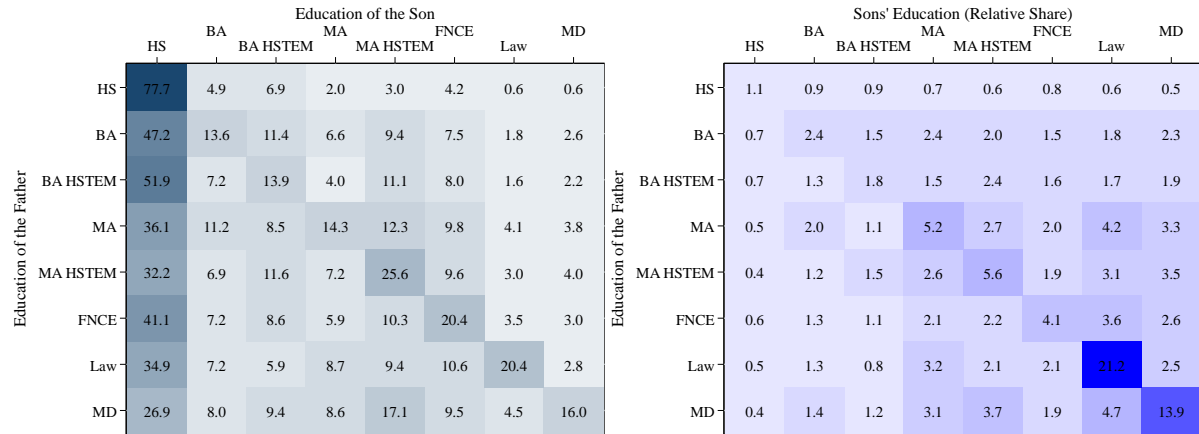 Education of the Son
HS BA BA HSTEM MA MA HSTEM FNCE Law MD
Education of the Father
HS 77.7 4.9 6.9 2.0 3.0 4.2 0.6 0.6
BA 47.2 13.6 11.4 6.6 9.4 7.5 1.8 2.6
BA HSTEM 51.9 7.2 13.9 4.0 11.1 8.0 1.6 2.2
MA 36.1 11.2 8.5 14.3 12.3 9.8 4.1 3.8
MA HSTEM 32.2 6.9 11.6 7.2 25.6 9.6 3.0 4.0
FNCE 41.1 7.2 8.6 5.9 10.3 20.4 3.5 3.0
Law 34.9 7.2 5.9 8.7 9.4 10.6 20.4 2.8
MD 26.9 8.0 9.4 8.6 17.1 9.5 4.5 16.0
Sons' Education (Relative Share)
HS BA BA HSTEM MA MA HSTEM FNCE Law MD
Education of the Father
HS 1.1 0.9 0.9 0.7 0.6 0.8 0.6 0.5
BA 0.7 2.4 1.5 2.4 2.0 1.5 1.8 2.3
BA HSTEM 0.7 1.3 1.8 1.5 2.4 1.6 1.7 1.9
MA 0.5 2.0 1.1 5.2 2.7 2.0 4.2 3.3
MA HSTEM 0.4 1.2 1.5 2.6 5.6 1.9 3.1 3.5
FNCE 0.6 1.3 1.1 2.1 2.2 4.1 3.6 2.6
Law 0.5 1.3 0.8 3.2 2.1 2.1 21.2 2.5
MD 0.4 1.4 1.2 3.1 3.7 1.9 4.7 13.9